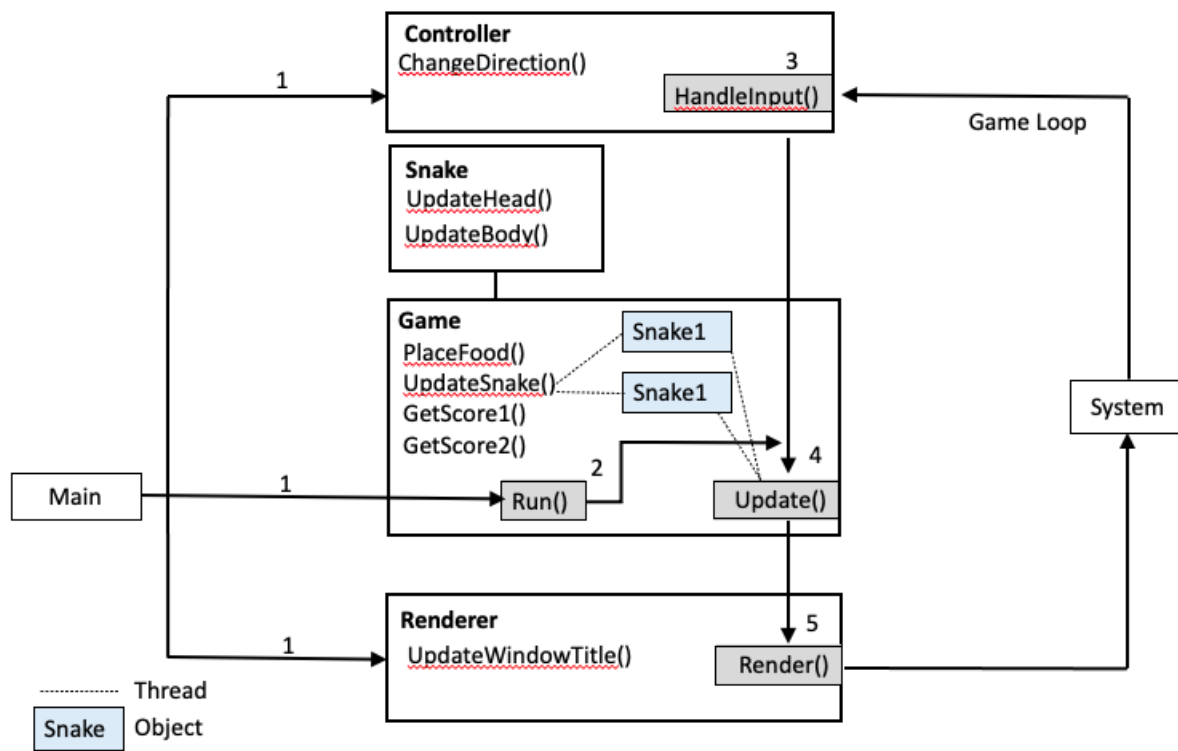 Controller
ChangeDirection()
3
HandleInput()
1
Game Loop
Snake
UpdateHead()
UpdateBody()
Game
Snake1
PlaceFood()
UpdateSnake()
Snake1
GetScore1()
System
GetScore2()
2
4
Main
1
Run()
Update()
Renderer
5
1
UpdateWindowTitle()
Render()
Thread
Snake
Object